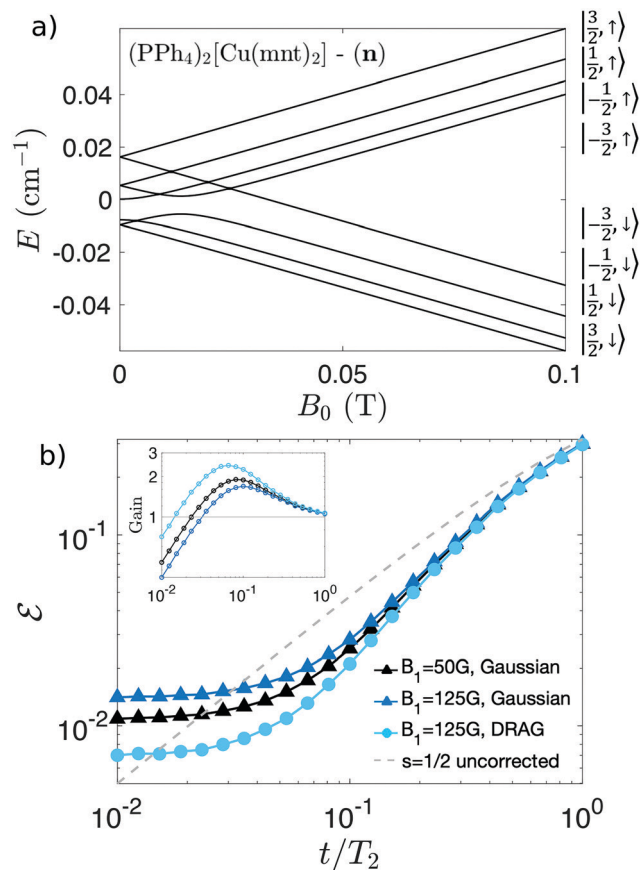 a)
(PPh₄)₂[Cu(mnt)₂] - (n)
|3/2, ↑⟩
|1/2, ↑⟩
|-1/2, ↑⟩
|-3/2, ↑⟩
|-3/2, ↓⟩
|-1/2, ↓⟩
|1/2, ↓⟩
|3/2, ↓⟩
E (cm⁻¹)
0.04
0.02
0
-0.02
-0.04
0
0.05
0.1
B₀ (T)
b)
Gain
3
2
1
10⁻²
10⁻¹
1
ℰ
10⁻¹
10⁻²
B₁=50G, Gaussian
B₁=125G, Gaussian
B₁=125G, DRAG
s=1/2 uncorrected
10⁻²
10⁻¹
10⁰
t/T₂